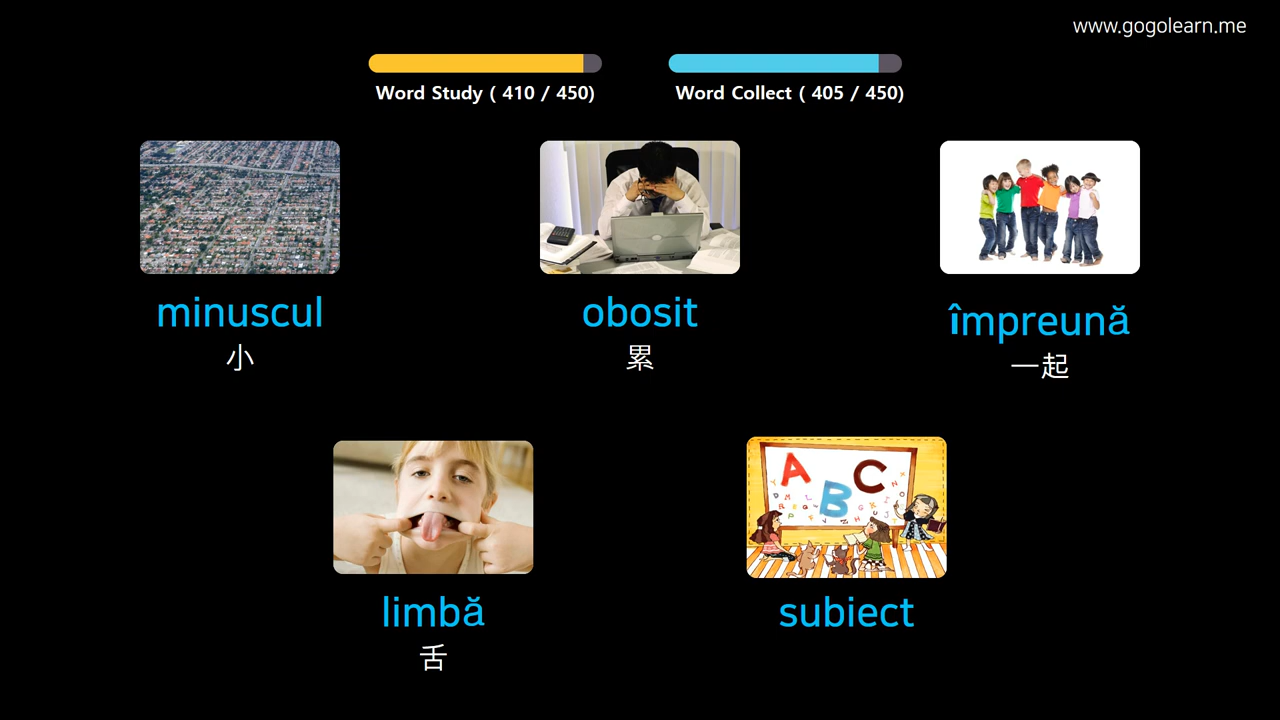 www.gogolearn.me
Word Study ( 410 / 450)
Word Collect ( 405 / 450)
minuscul
小
obosit
累
împreună
一起
limbă
舌
A B C
subiect